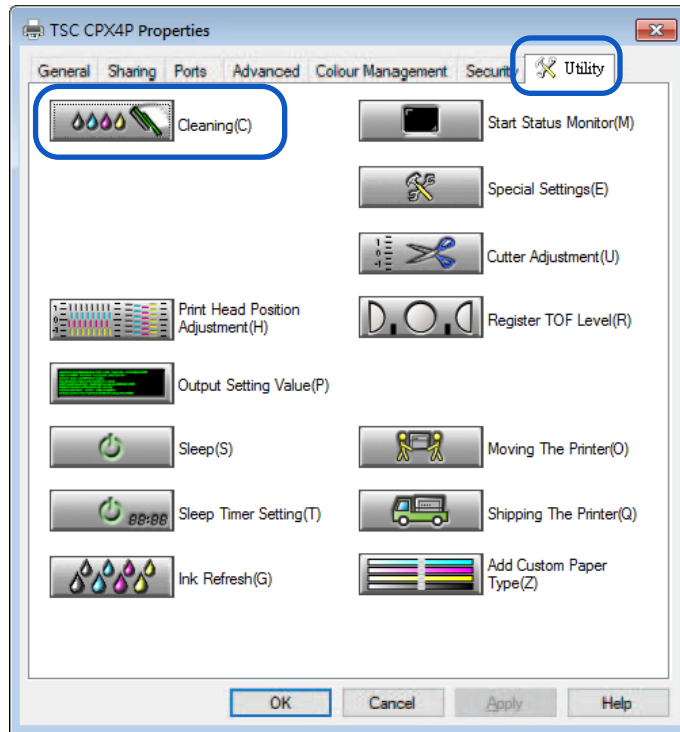 TSC CPX4P Properties
General Sharing Ports Advanced Colour Management Security Utility
Cleaning(C)
Start Status Monitor(M)
Special Settings(E)
Cutter Adjustment(U)
Print Head Position
Adjustment(H)
Register TOF Level(R)
Output Setting Value(P)
Sleep(S)
Moving The Printer(O)
88:88
Sleep Timer Setting(T)
Shipping The Printer(Q)
Ink Refresh(G)
Add Custom Paper
Type(Z)
OK Cancel Apply Help